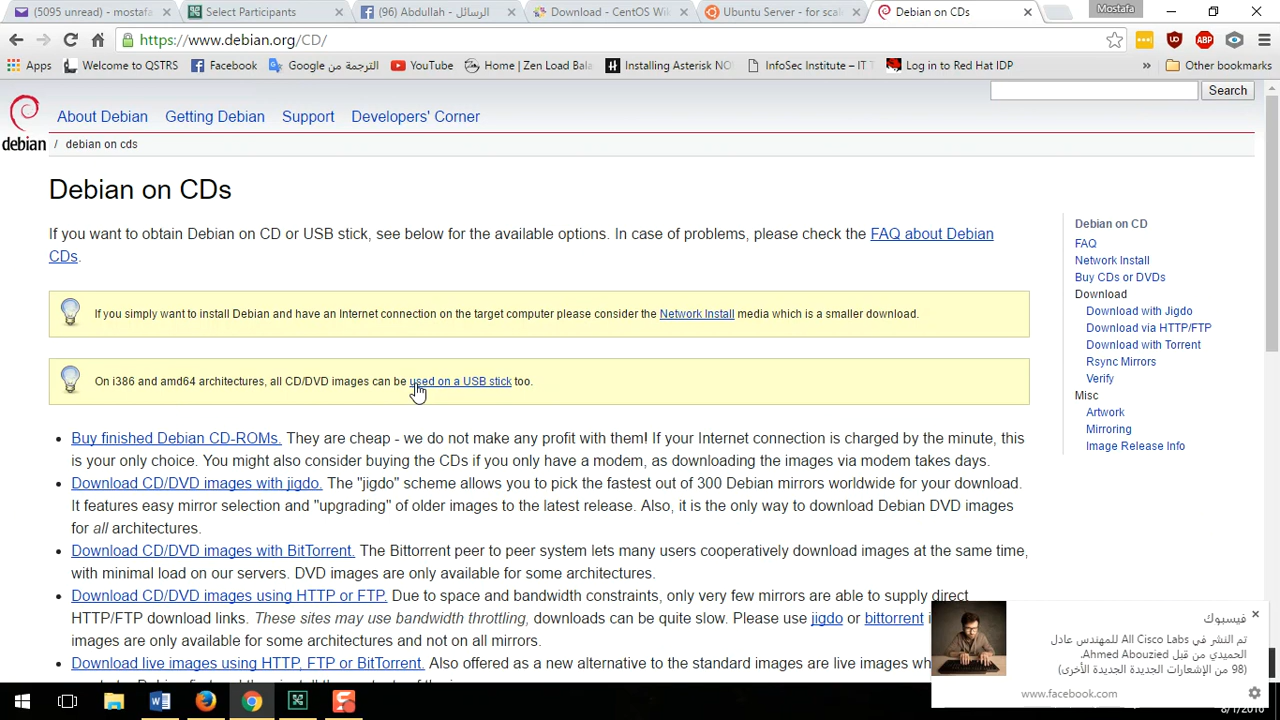 (5095 unread) - mostafa
Select Participants
(96) Abdullah - الرسائل
Download - CentOS Wik
Ubuntu Server - for scal
Debian on CDs
Mostafa
https://www.debian.org/CD/
ABP
Apps
Welcome to QSTRS
Facebook
الترجمة من Google
YouTube
Home | Zen Load Bala
Installing Asterisk NO
InfoSec Institute – IT T
Log in to Red Hat IDP
»
Other bookmarks
Search
debian
About Debian
Getting Debian
Support
Developers' Corner
/ debian on cds
Debian on CDs
If you want to obtain Debian on CD or USB stick, see below for the available options. In case of problems, please check the FAQ about Debian
CDs.
If you simply want to install Debian and have an Internet connection on the target computer please consider the Network Install media which is a smaller download.
On i386 and amd64 architectures, all CD/DVD images can be used on a USB stick too.
• Buy finished Debian CD-ROMs. They are cheap - we do not make any profit with them! If your Internet connection is charged by the minute, this
is your only choice. You might also consider buying the CDs if you only have a modem, as downloading the images via modem takes days.
• Download CD/DVD images with jigdo. The "jigdo" scheme allows you to pick the fastest out of 300 Debian mirrors worldwide for your download.
It features easy mirror selection and "upgrading" of older images to the latest release. Also, it is the only way to download Debian DVD images
for all architectures.
• Download CD/DVD images with BitTorrent. The Bittorrent peer to peer system lets many users cooperatively download images at the same time,
with minimal load on our servers. DVD images are only available for some architectures.
• Download CD/DVD images using HTTP or FTP. Due to space and bandwidth constraints, only very few mirrors are able to supply direct
HTTP/FTP download links. These sites may use bandwidth throttling, downloads can be quite slow. Please use jigdo or bittorrent
images are only available for some architectures and not on all mirrors.
• Download live images using HTTP, FTP or BitTorrent. Also offered as a new alternative to the standard images are live images
Debian on CD
FAQ
Network Install
Buy CDs or DVDs
Download
Download with Jigdo
Download via HTTP/FTP
Download with Torrent
Rsync Mirrors
Verify
Misc
Artwork
Mirroring
Image Release Info
فيسبوك
تم النشر في All Cisco Labs للمهندس عادل
الحميدي من قبل Ahmed Abouzied.
(98 من الإشعارات الجديدة الجديدة الأخرى)
www.facebook.com
8/1/2016